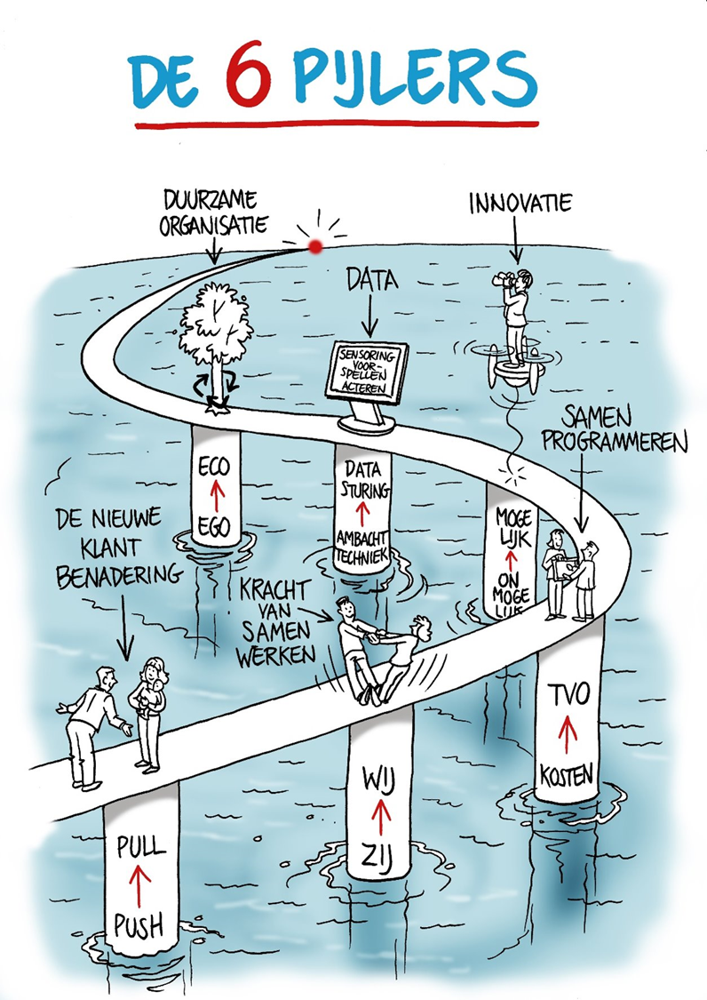 DE 6 PIJLERS
DUURZAME
ORGANISATIE
INNOVATIE
DATA
SENSORING
VOOR-
SPELLEN
ACTEREN
SAMEN
PROGRAMMEREN
ECO
EGO
DATA
STURING
AMBACHT
TECHNIEK
MOGE
LIJK
ON
MOGE
LIJK
DE NIEUWE
KLANT
BENADERING
KRACHT
VAN
SAMEN
WERKEN
TVO
KOSTEN
WIJ
ZIJ
PULL
PUSH